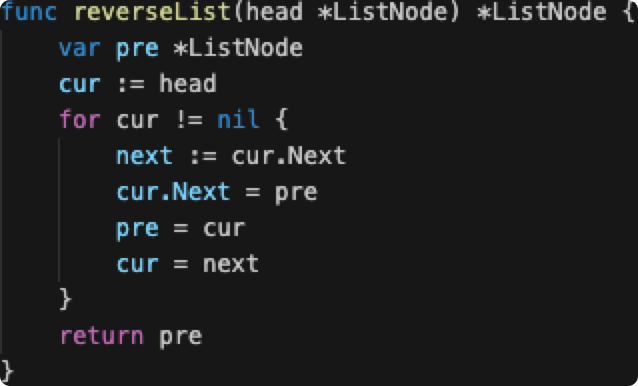 func reverseList(head *ListNode) *ListNode {
    var pre *ListNode
    cur := head
    for cur != nil {
        next := cur.Next
        cur.Next = pre
        pre = cur
        cur = next
    }
    return pre
}